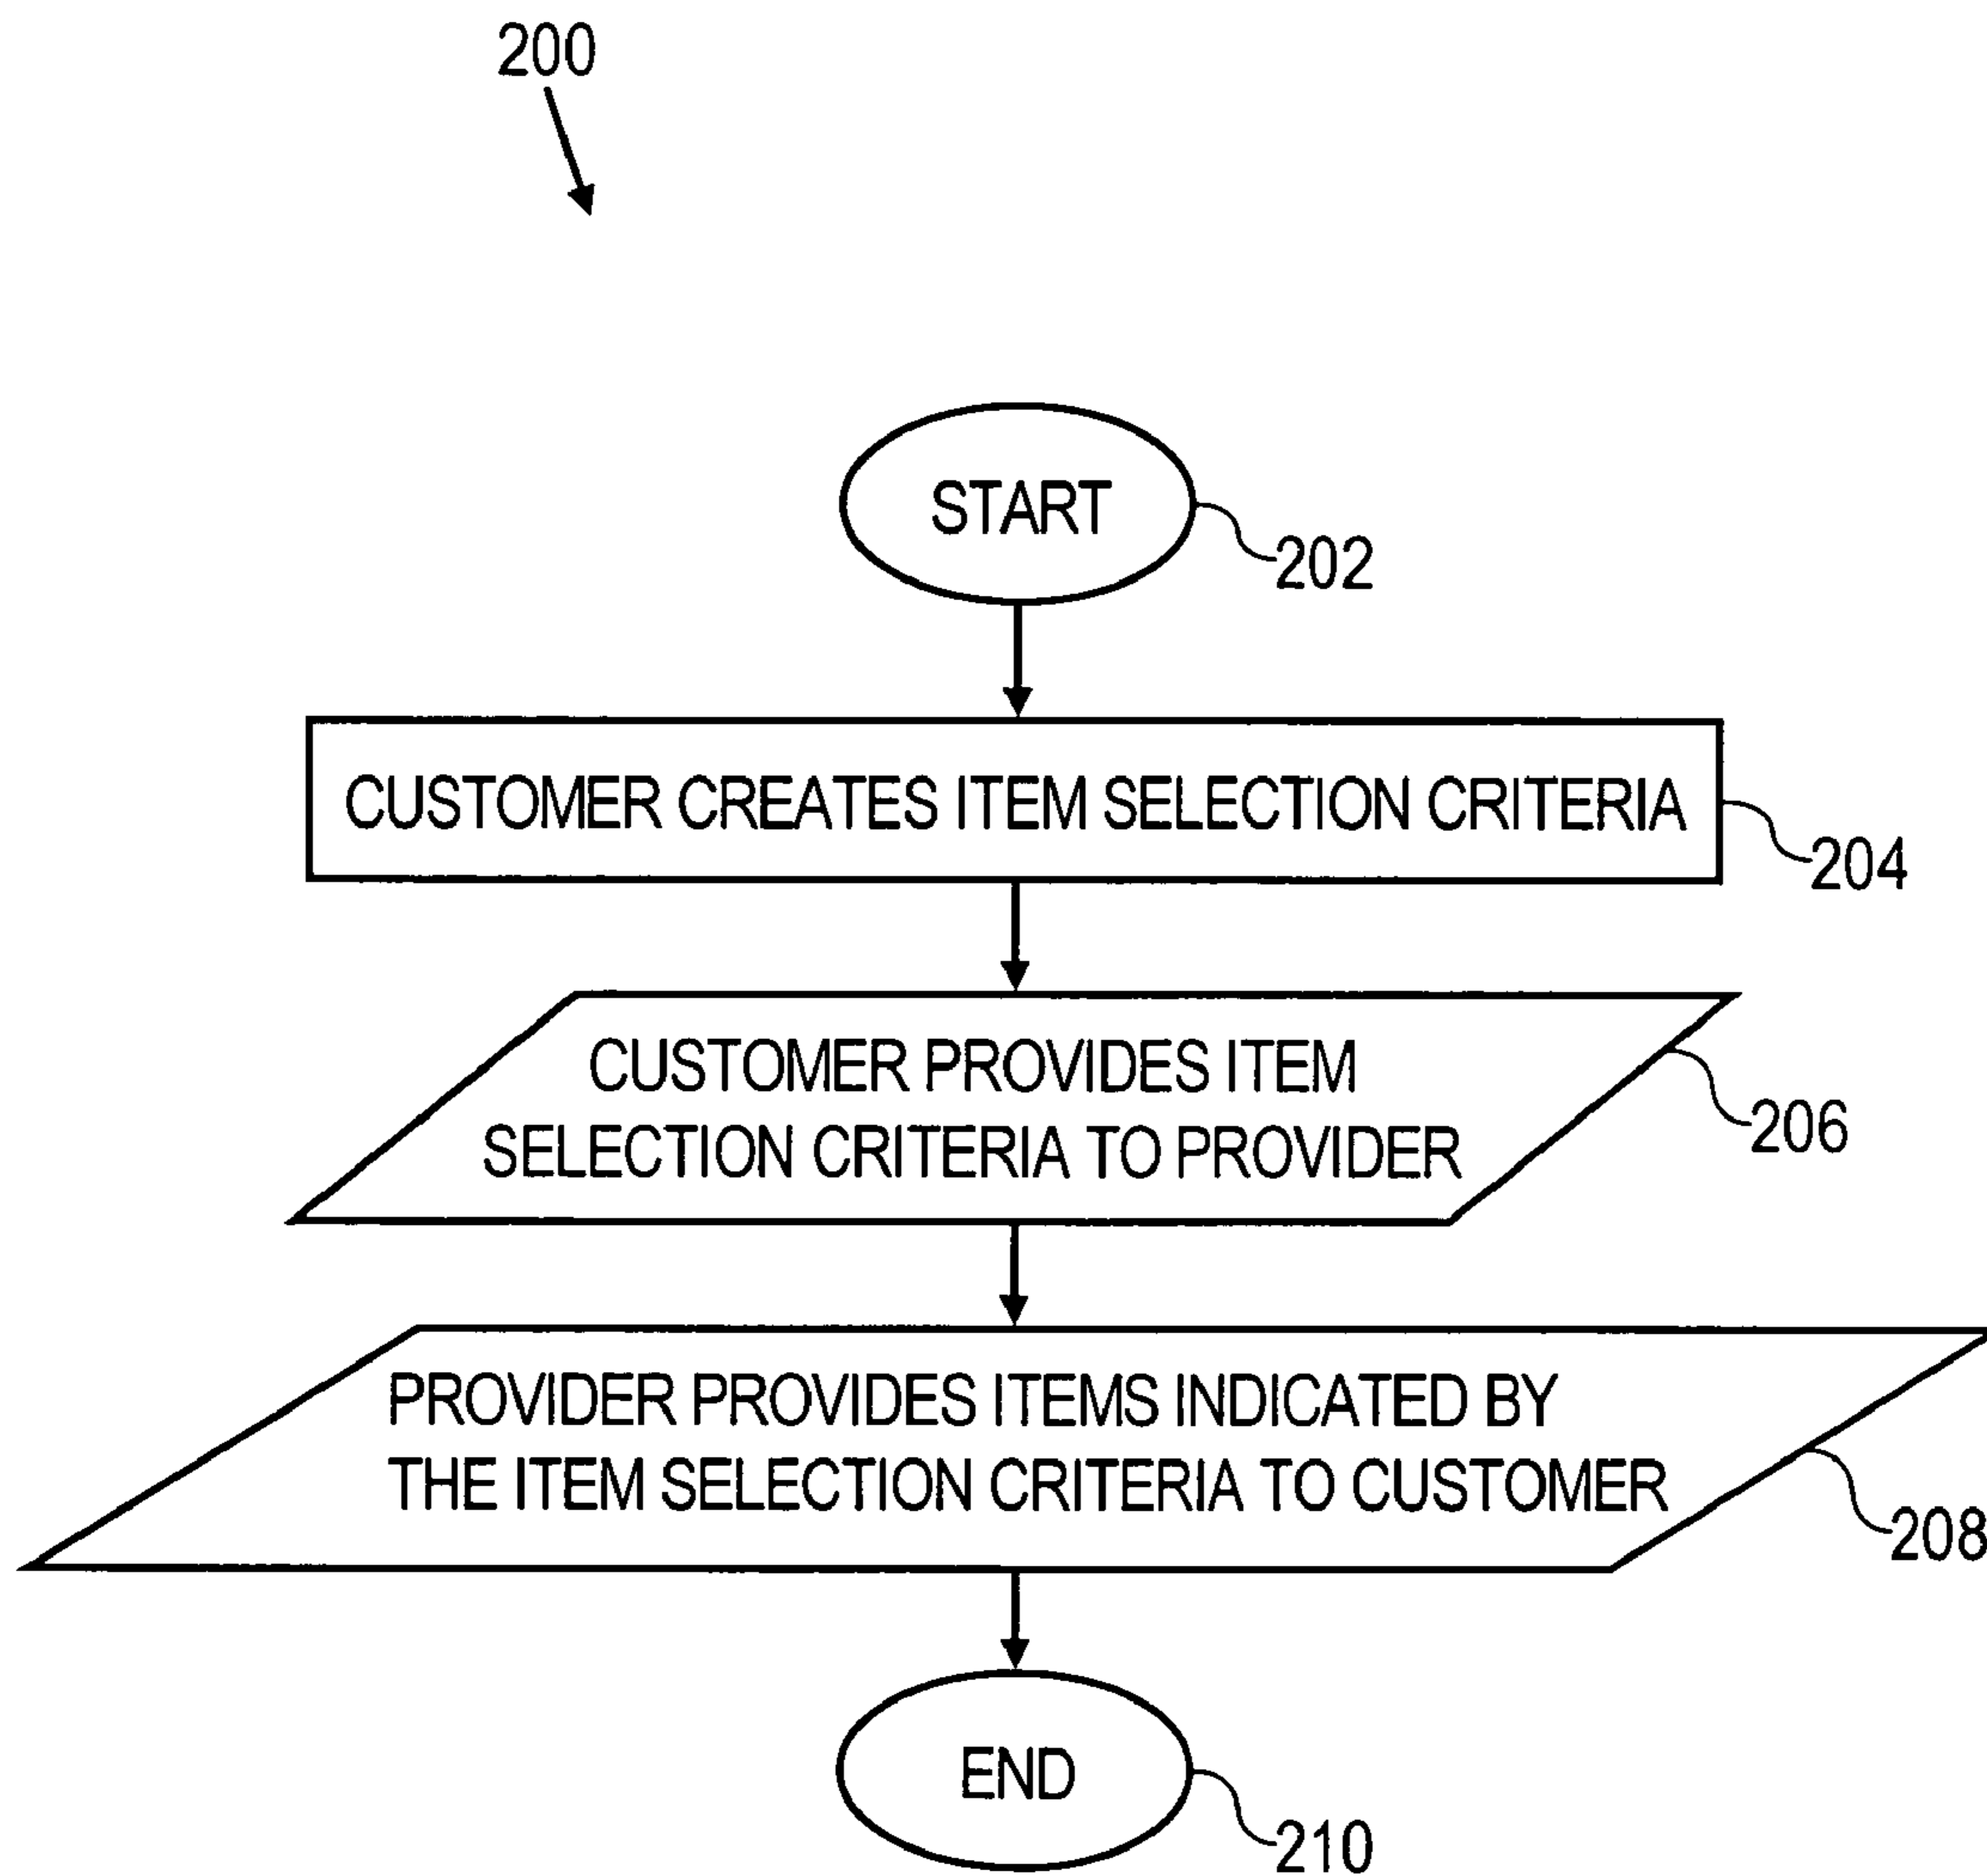 200
START
202
CUSTOMER CREATES ITEM SELECTION CRITERIA
204
CUSTOMER PROVIDES ITEM
SELECTION CRITERIA TO PROVIDER
206
PROVIDER PROVIDES ITEMS INDICATED BY
THE ITEM SELECTION CRITERIA TO CUSTOMER
208
END
210